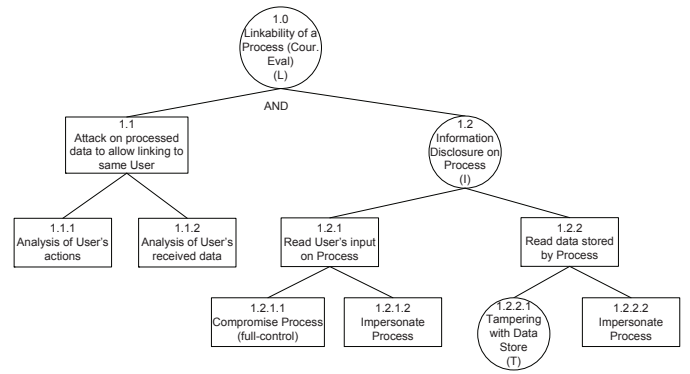 1.0
Linkability of a
Process (Cour.
Eval)
(L)
AND
1.1
Attack on processed
data to allow linking to
same User
1.2
Information
Disclosure on
Process
(I)
1.1.1
Analysis of User's
actions
1.1.2
Analysis of User's
received data
1.2.1
Read User's input
on Process
1.2.2
Read data stored
by Process
1.2.1.1
Compromise Process
(full-control)
1.2.1.2
Impersonate
Process
1.2.2.1
Tampering
with Data
Store
(T)
1.2.2.2
Impersonate
Process